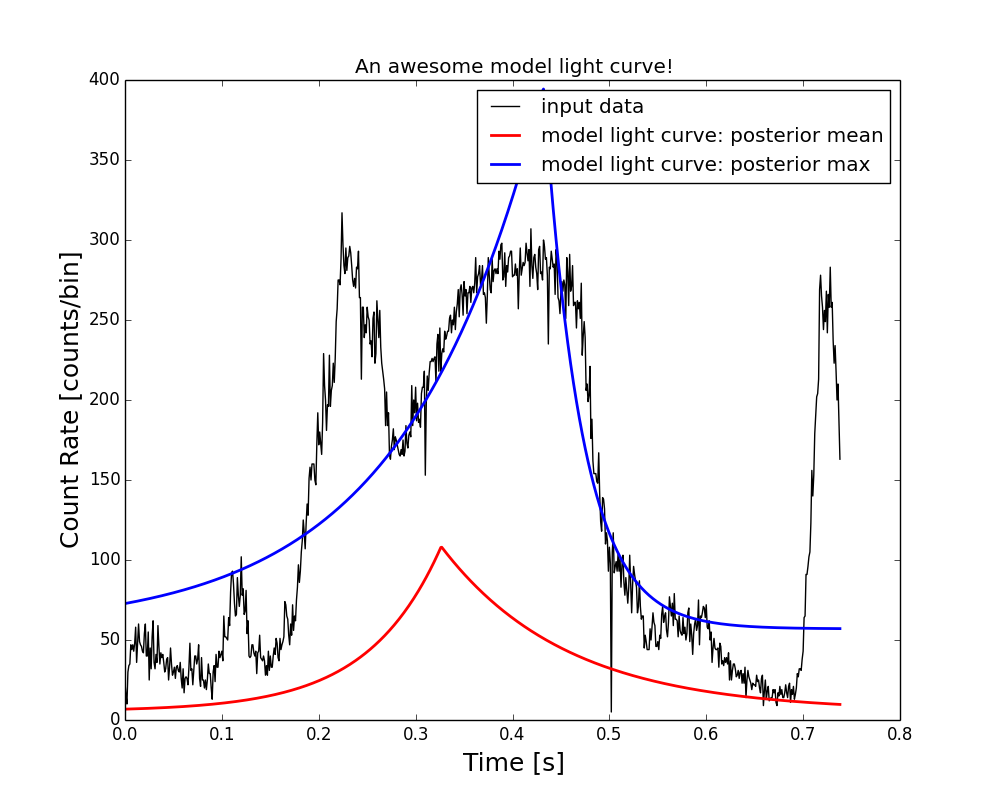 An awesome model light curve!
input data
model light curve: posterior mean
model light curve: posterior max
Count Rate [counts/bin]
400
350
300
250
200
150
100
50
0
0.0 0.1 0.2 0.3 0.4 0.5 0.6 0.7 0.8
Time [s]